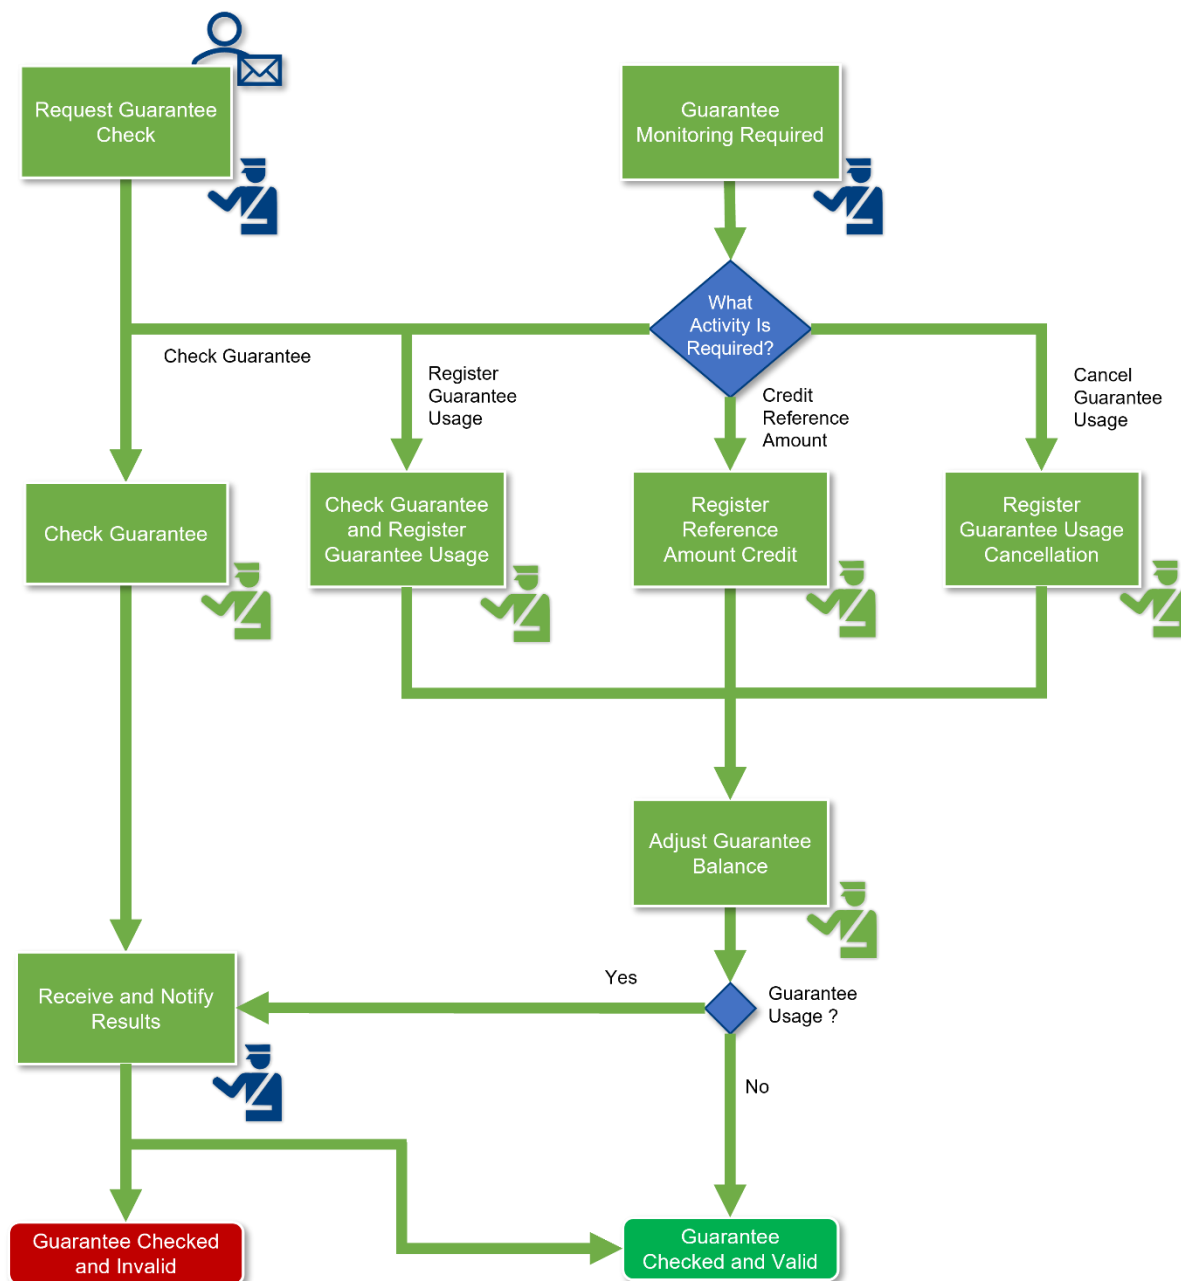 Request Guarantee
Check
Guarantee
Monitoring Required
What
Activity Is
Required?
Check Guarantee
Register
Guarantee
Usage
Credit
Reference
Amount
Cancel
Guarantee
Usage
Check Guarantee
Check Guarantee
and Register
Guarantee Usage
Register
Reference
Amount Credit
Register
Guarantee Usage
Cancellation
Adjust Guarantee
Balance
Receive and Notify
Results
Yes
Guarantee
Usage ?
No
Guarantee Checked
and Invalid
Guarantee
Checked and Valid